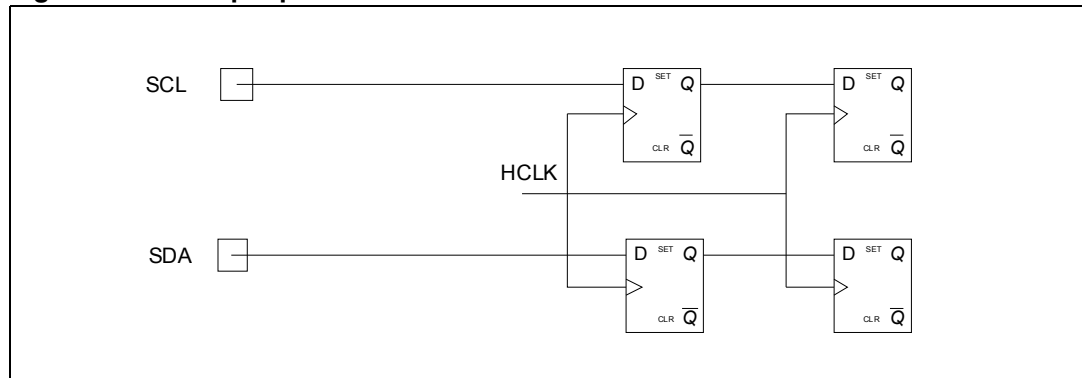 SCL
D SET Q
CLR Q
D SET Q
CLR Q
HCLK
SDA
D SET Q
CLR Q
D SET Q
CLR Q